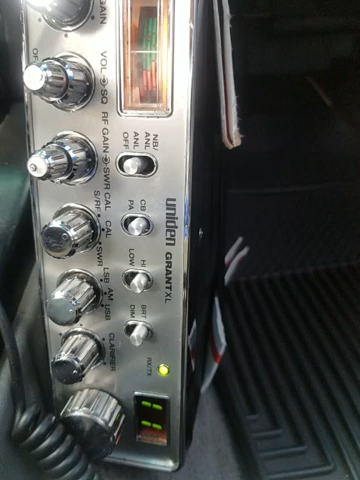 GAIN
OF
VOL SQ
RF GAIN SWR CAL
S/RF CAL SWR
LSB AM USB
CLARIFIER
NB/
ANL
ANL
OFF
CB
PA
HI
LOW
BRT
DIM
RX/TX
uniden GRANT XL